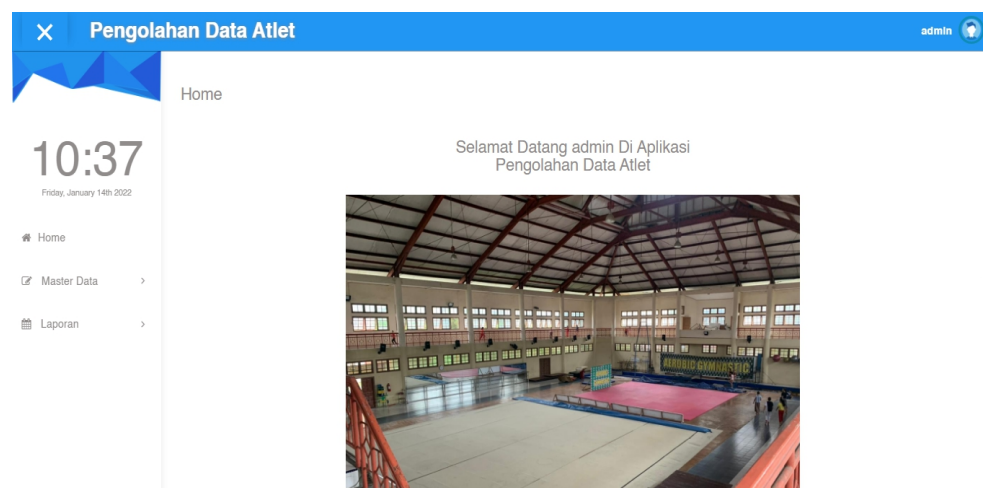 Pengolahan Data Atlet
admin
Home
10:37
Friday, January 14th 2022
Home
Master Data
Laporan
Selamat Datang admin Di Aplikasi
Pengolahan Data Atlet
AEROBIC GYMNASTIC